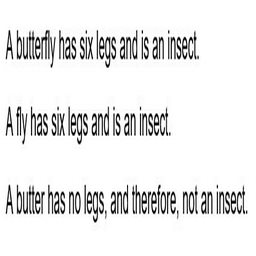 A butterfly has six legs and is an insect.
A fly has six legs and is an insect.
A butter has no legs, and therefore, not an insect.